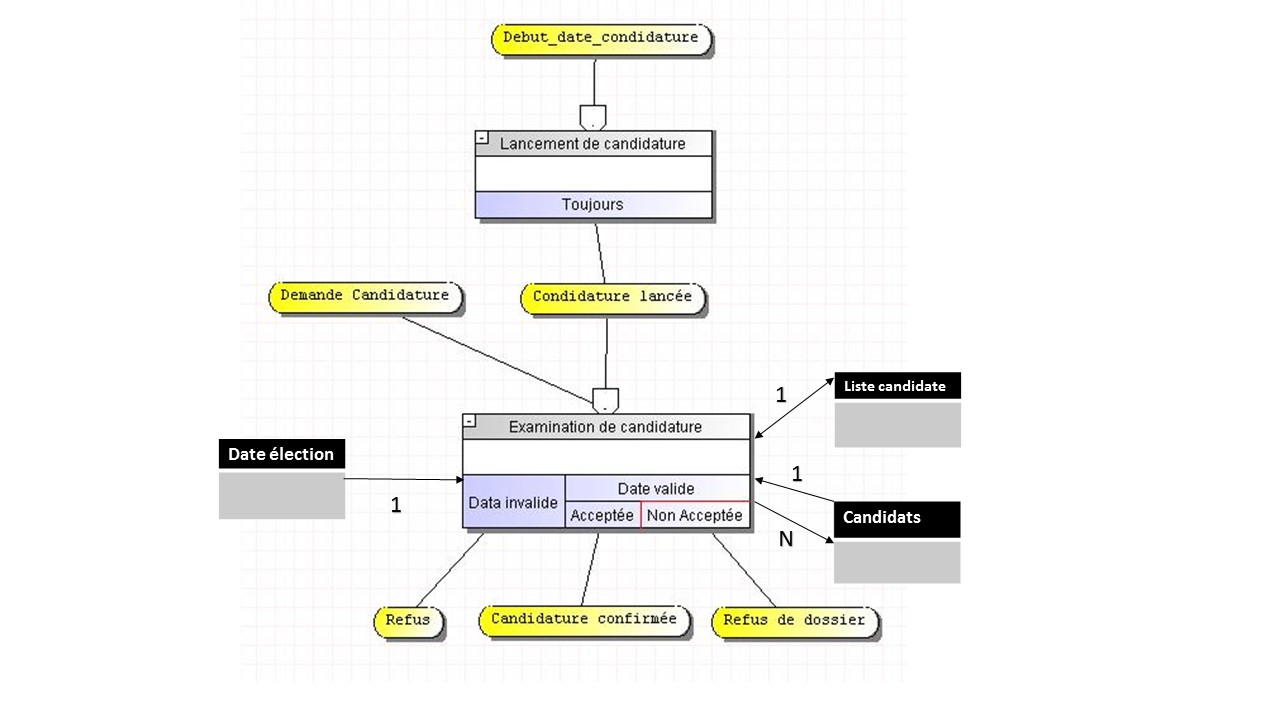 Debut_date_condidature
Lancement de candidature
Toujours
Demande Candidature
Condidature lancée
Liste candidate
1
Examination de candidature
Date élection
1
1
Data invalide
Date valide
Acceptée
Non Acceptée
Candidats
N
Refus
Candidature confirmée
Refus de dossier